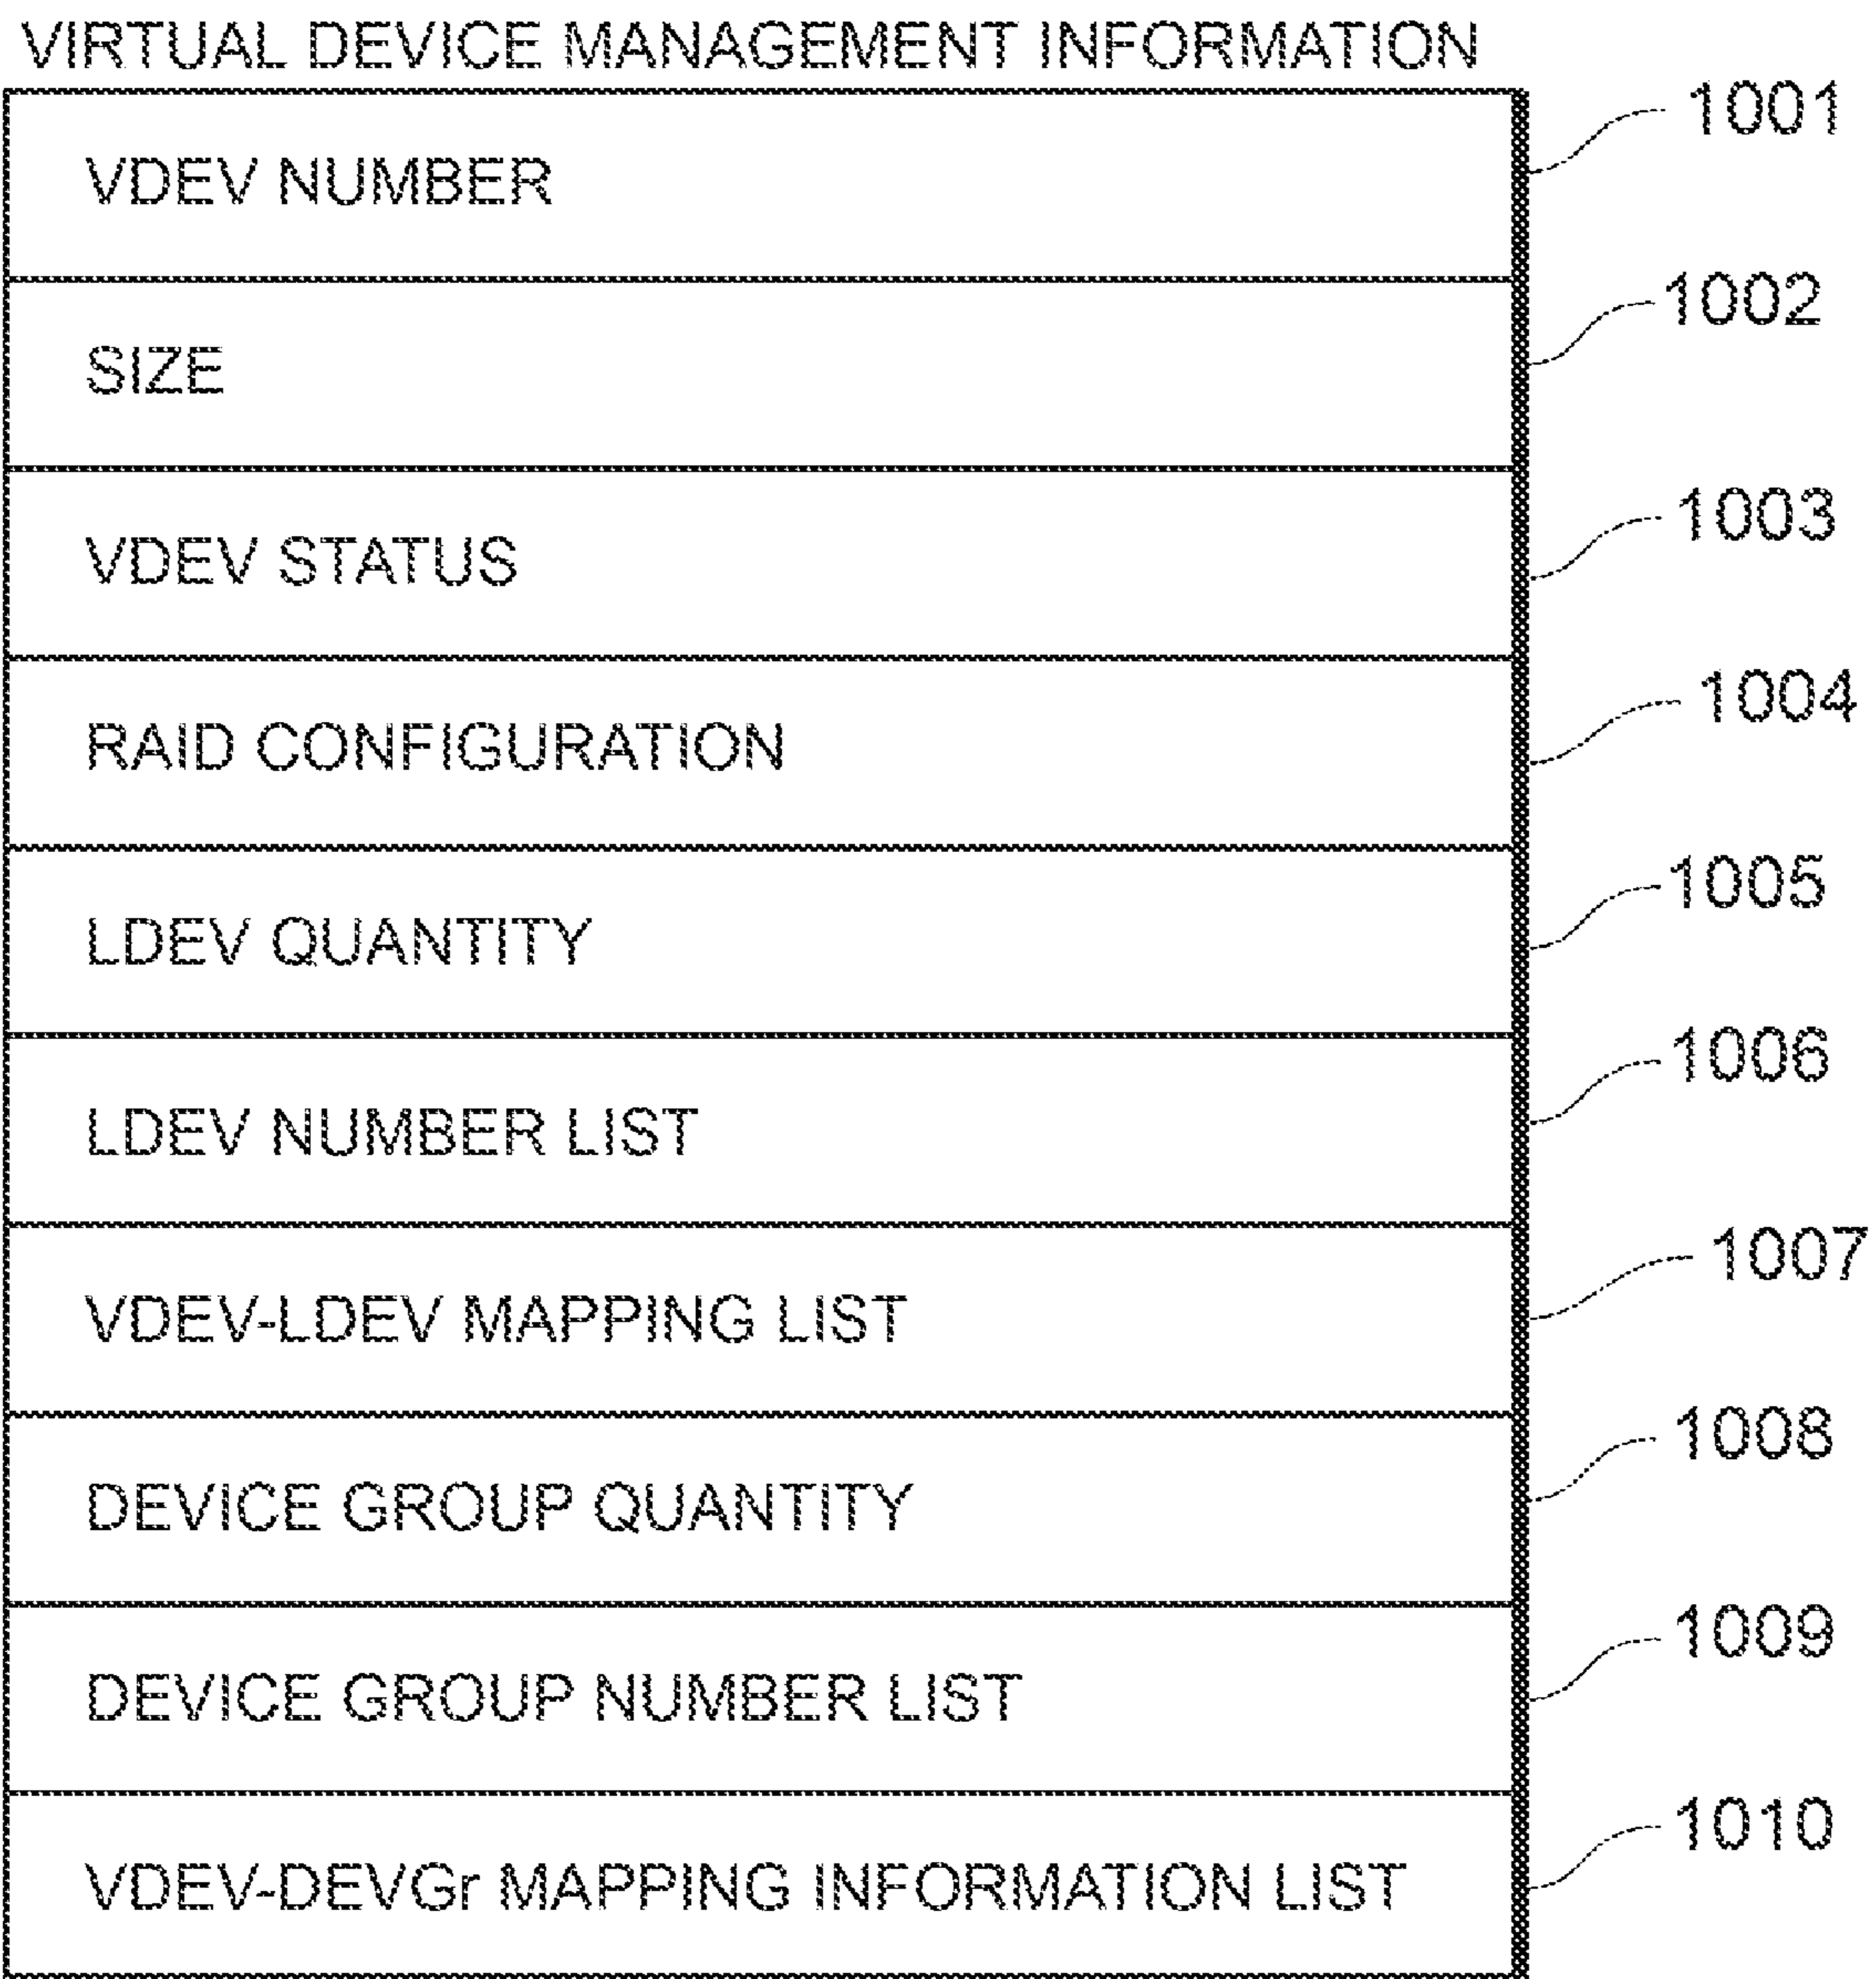 VIRTUAL DEVICE MANAGEMENT INFORMATION
VDEV NUMBER 1001
SIZE 1002
VDEV STATUS 1003
RAID CONFIGURATION 1004
LDEV QUANTITY 1005
LDEV NUMBER LIST 1006
VDEV-LDEV MAPPING LIST 1007
DEVICE GROUP QUANTITY 1008
DEVICE GROUP NUMBER LIST 1009
VDEV-DEVGr MAPPING INFORMATION LIST 1010